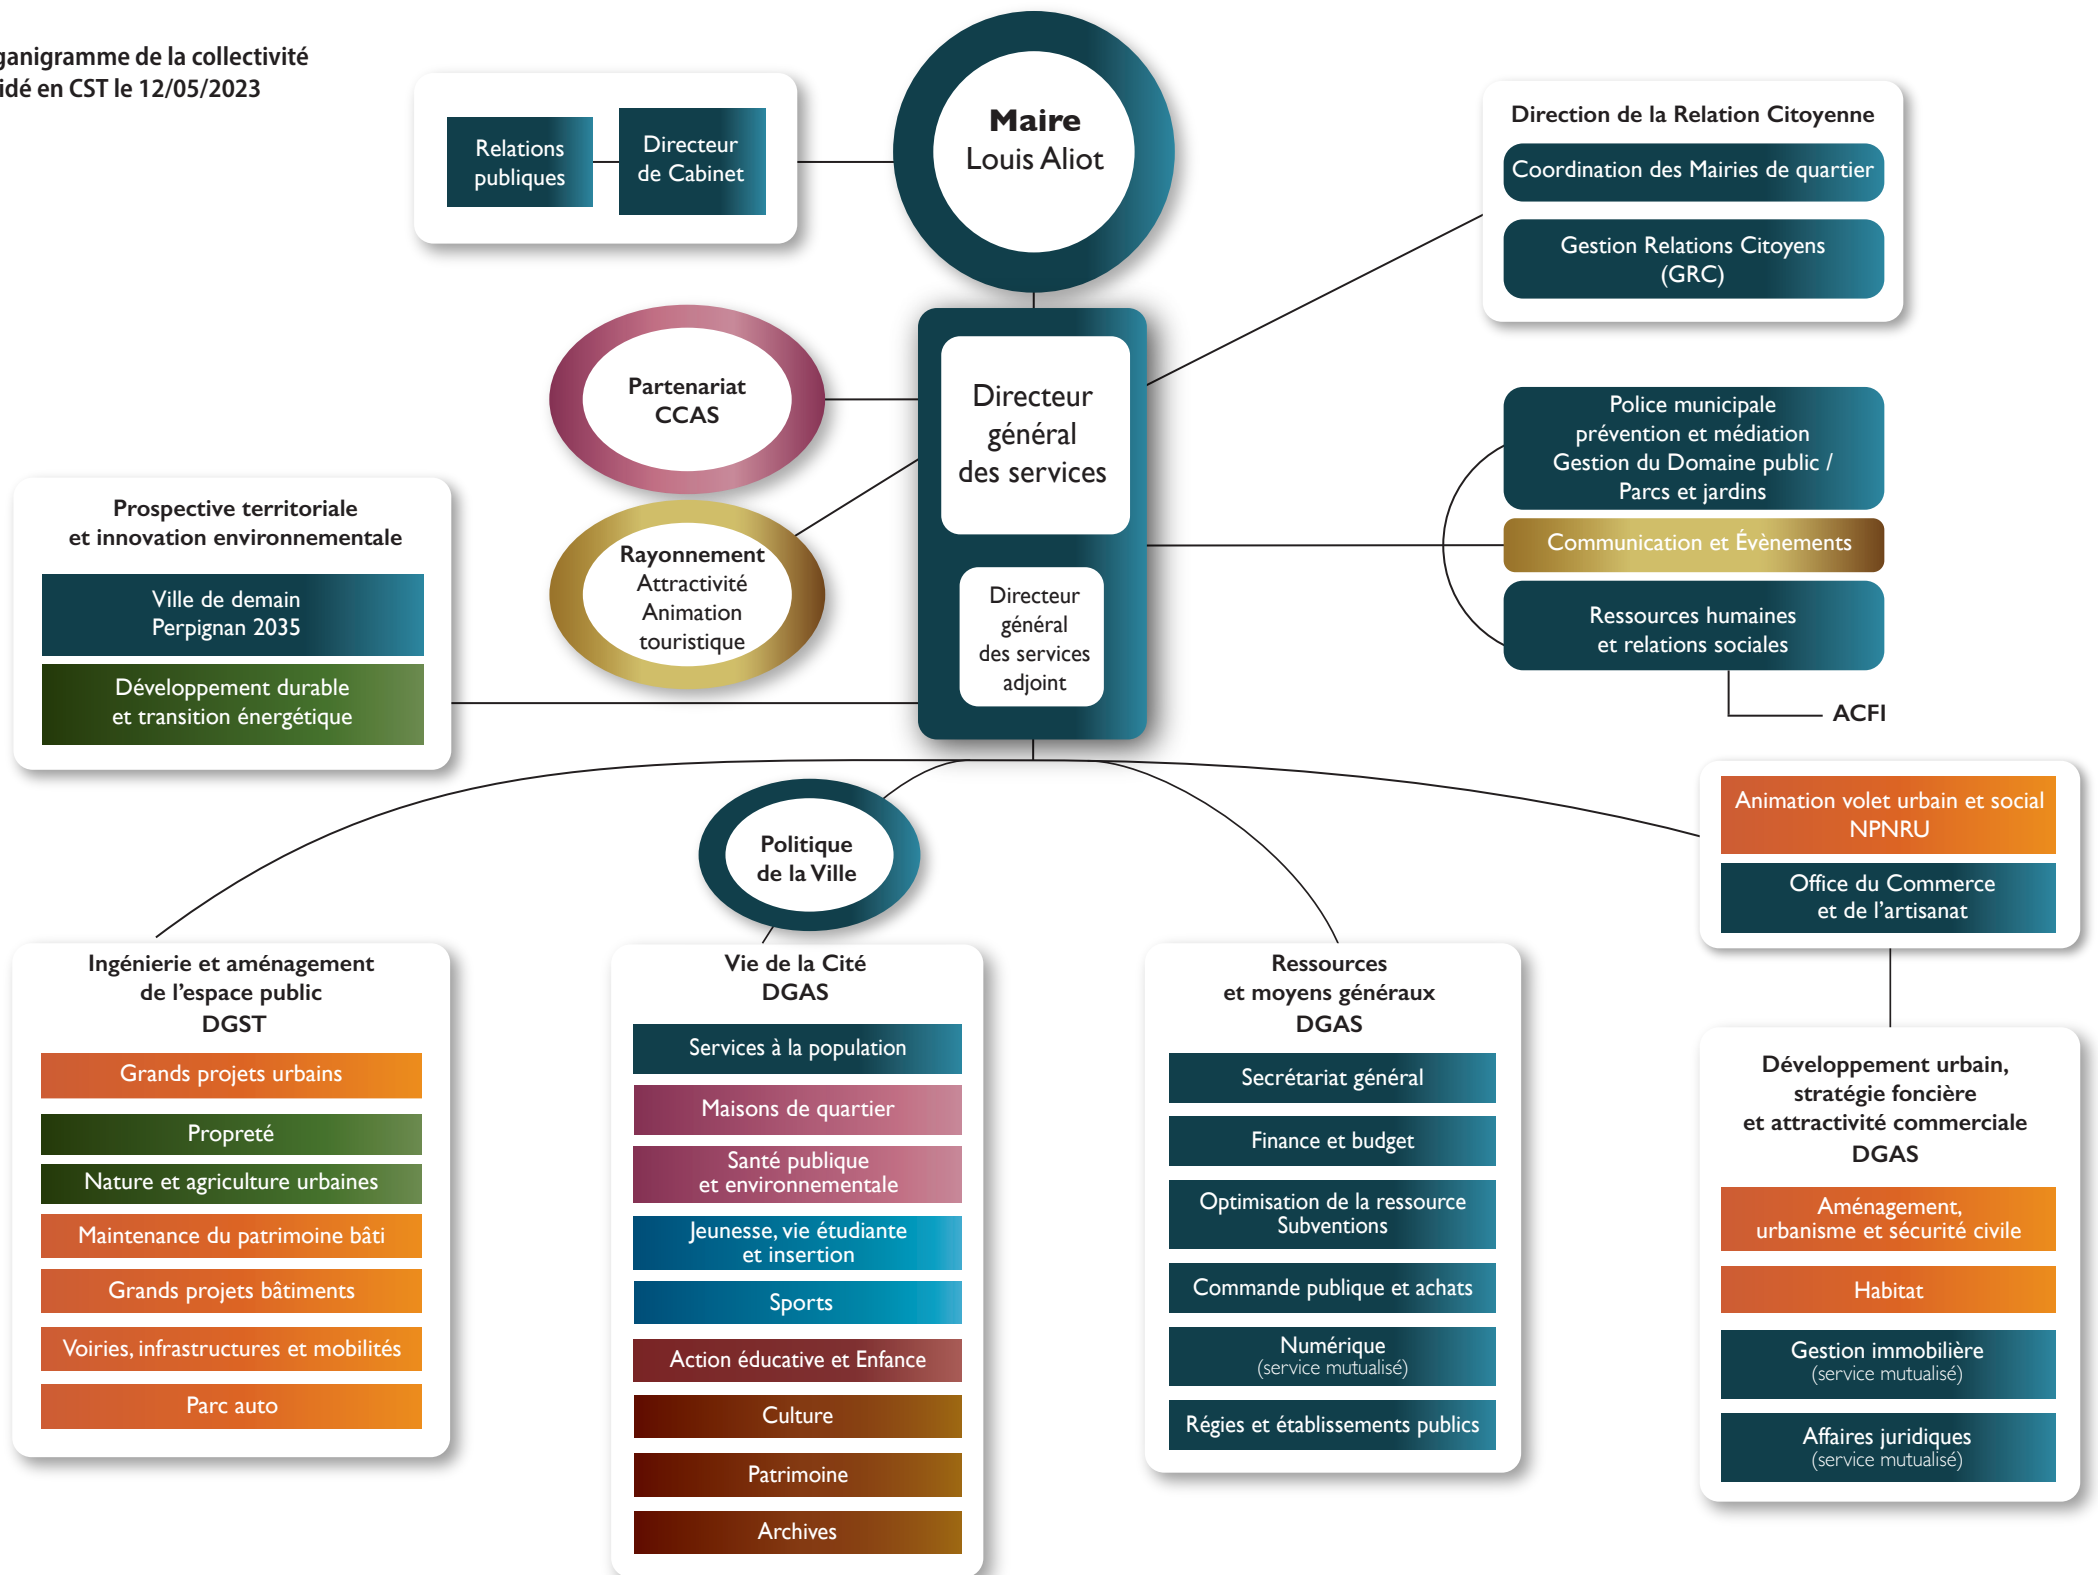 ganigramme de la collectivité
idé en CST le 12/05/2023
Relations
publiques
Directeur
de Cabinet
Maire
Louis Aliot
Direction de la Relation Citoyenne
Coordination des Mairies de quartier
Gestion Relations Citoyens
(GRC)
Partenariat
CCAS
Directeur
général
des services
Police municipale
prévention et médiation
Gestion du Domaine public /
Parcs et jardins
Communication et Évènements
Ressources humaines
et relations sociales
ACFI
Prospective territoriale
et innovation environnementale
Ville de demain
Perpignan 2035
Développement durable
et transition énergétique
Rayonnement
Attractivité
Animation
touristique
Directeur
général
des services
adjoint
Politique
de la Ville
Animation volet urbain et social
NPNRU
Office du Commerce
et de l'artisanat
Ingénierie et aménagement
de l'espace public
DGST
Grands projets urbains
Propreté
Nature et agriculture urbaines
Maintenance du patrimoine bâti
Grands projets bâtiments
Voiries, infrastructures et mobilités
Parc auto
Vie de la Cité
DGAS
Services à la population
Maisons de quartier
Santé publique
et environnementale
Jeunesse, vie étudiante
et insertion
Sports
Action éducative et Enfance
Culture
Patrimoine
Archives
Ressources
et moyens généraux
DGAS
Secrétariat général
Finance et budget
Optimisation de la ressource
Subventions
Commande publique et achats
Numérique
(service mutualisé)
Régies et établissements publics
Développement urbain,
stratégie foncière
et attractivité commerciale
DGAS
Aménagement,
urbanisme et sécurité civile
Habitat
Gestion immobilière
(service mutualisé)
Affaires juridiques
(service mutualisé)